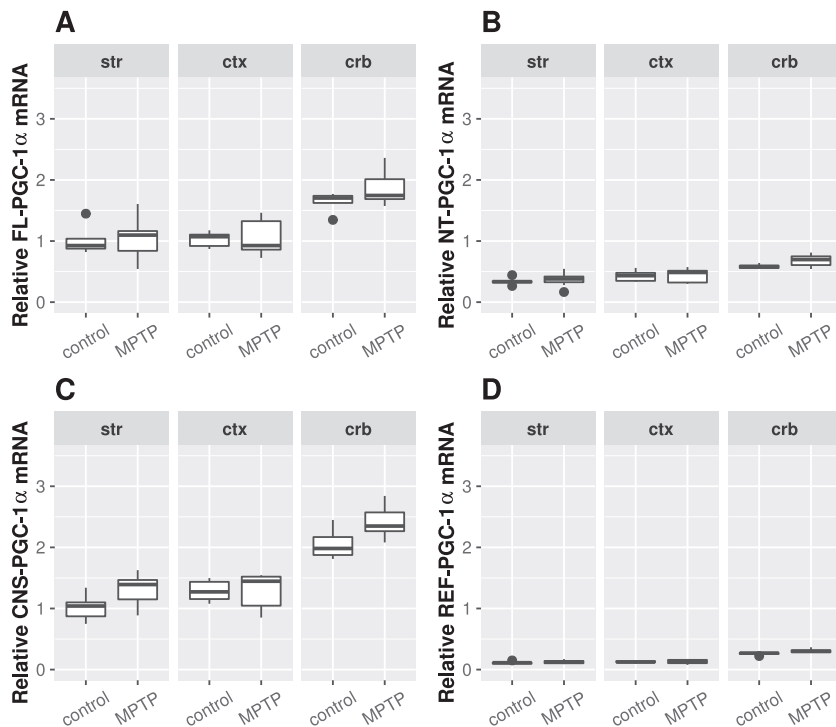 A
Relative FL-PGC-1α mRNA
str ctx crb
3
2
1
0
control MPTP control MPTP control MPTP
B
Relative NT-PGC-1α mRNA
str ctx crb
3
2
1
0
control MPTP control MPTP control MPTP
C
Relative CNS-PGC-1α mRNA
str ctx crb
3
2
1
0
control MPTP control MPTP control MPTP
D
Relative REF-PGC-1α mRNA
str ctx crb
3
2
1
0
control MPTP control MPTP control MPTP